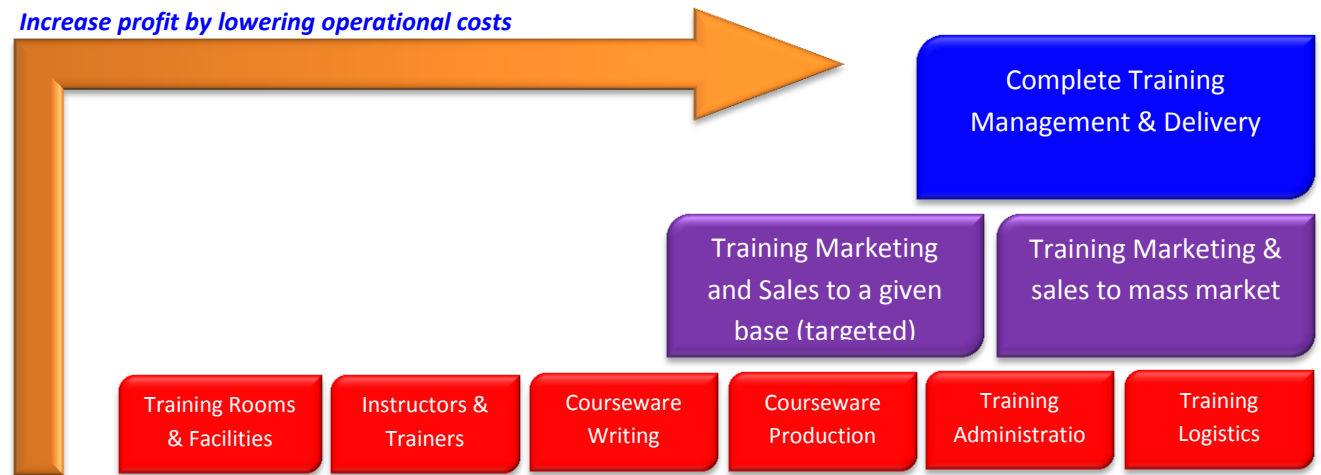 Increase profit by lowering operational costs
Complete Training
Management & Delivery
Training Marketing
and Sales to a given
base (targeted)
Training Marketing &
sales to mass market
Training Rooms
& Facilities
Instructors &
Trainers
Courseware
Writing
Courseware
Production
Training
Administratio
Training
Logistics